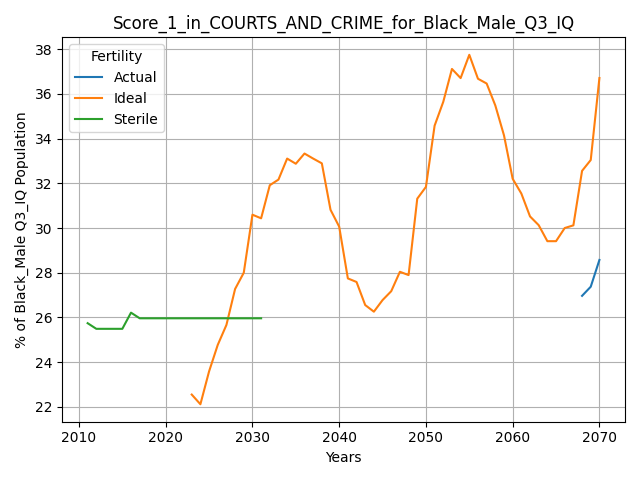 Score_1_in_COURTS_AND_CRIME_for_Black_Male_Q3_IQ
Fertility
Actual
Ideal
Sterile
% of Black_Male Q3_IQ Population
38
36
34
32
30
28
26
24
22
2010
2020
2030
2040
2050
2060
2070
Years